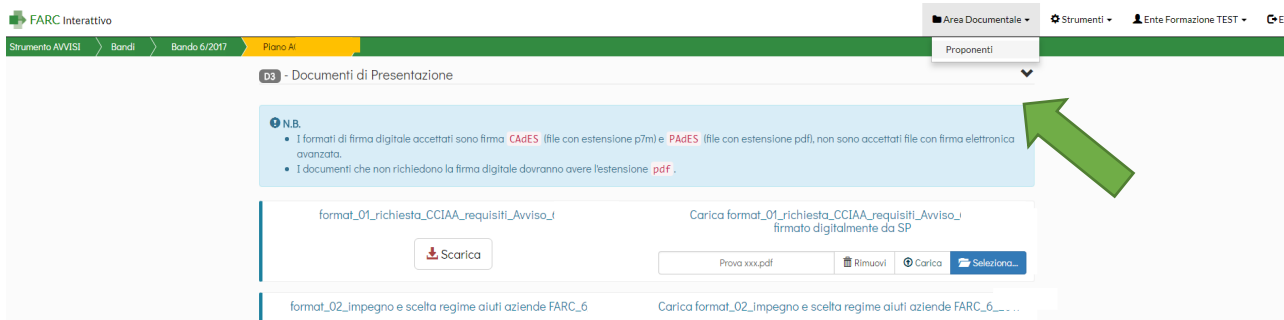 FARC Interattivo
Area Documentale
Strumenti
Ente Formazione TEST
Proponenti
Strumento AVVISI
Bandi
Bando 6/2017
Piano
D3 - Documenti di Presentazione
N.B.
I formati di firma digitale accettati sono firma CAdES (file con estensione p7m) e PAdES (file con estensione pdf), non sono accettati file con firma elettronica
avanzata.
I documenti che non richiedono la firma digitale dovranno avere l'estensione pdf.
format_01_richiesta_CCIAA_requisiti_Avviso_
Carica format_01_richiesta_CCIAA_requisiti_Avviso_
firmato digitalmente da SP
Scarica
Prova xxx,pdf
Rimuovi
Carica
Seleziona...
format_02_impegno e scelta regime aiuti aziende FARC_6
Carica format_02_impegno e scelta regime aiuti aziende FARC_6_